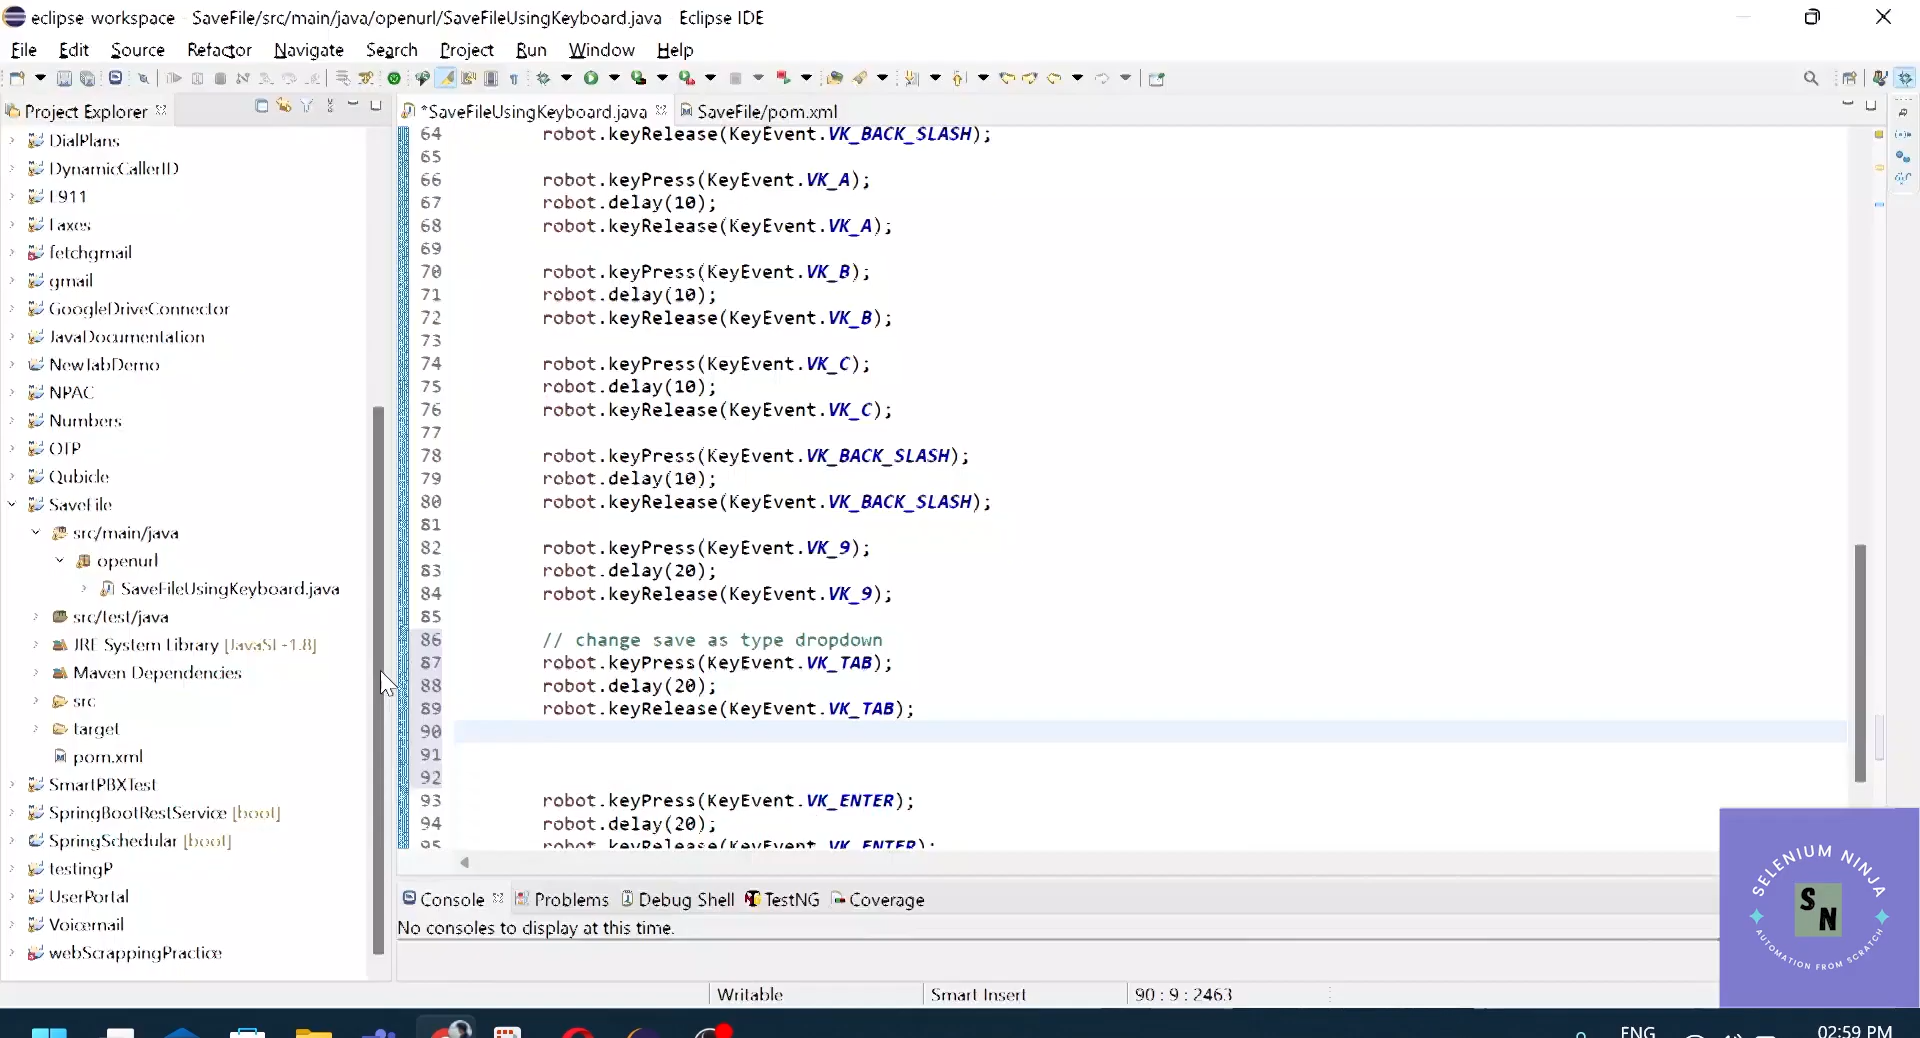 eclipse workspace - SaveFile/src/main/java/openurl/SaveFileUsingKeyboard.java - Eclipse IDE
File Edit Source Refactor Navigate Search Project Run Window Help
Project Explorer
*SaveFileUsingKeyboard.java SaveFile/pom.xml
DialPlans
DynamicCallerID
E911
Faxes
fetchgmail
gmail
GoogleDriveConnector
JavaDocumentation
NewTabDemo
NPAC
Numbers
OTP
Qubicle
SaveFile
src/main/java
openurl
SaveFileUsingKeyboard.java
src/test/java
JRE System Library [JavaSE-1.8]
Maven Dependencies
src
target
pom.xml
SmartPBXTest
SpringBootRestService [boot]
SpringSchedular [boot]
testingP
UserPortal
Voicemail
webScrappingPractice
64 robot.keyRelease(KeyEvent.VK_BACK_SLASH);
65
66 robot.keyPress(KeyEvent.VK_A);
67 robot.delay(10);
68 robot.keyRelease(KeyEvent.VK_A);
69
70 robot.keyPress(KeyEvent.VK_B);
71 robot.delay(10);
72 robot.keyRelease(KeyEvent.VK_B);
73
74 robot.keyPress(KeyEvent.VK_C);
75 robot.delay(10);
76 robot.keyRelease(KeyEvent.VK_C);
77
78 robot.keyPress(KeyEvent.VK_BACK_SLASH);
79 robot.delay(10);
80 robot.keyRelease(KeyEvent.VK_BACK_SLASH);
81
82 robot.keyPress(KeyEvent.VK_9);
83 robot.delay(20);
84 robot.keyRelease(KeyEvent.VK_9);
85
86 // change save as type dropdown
87 robot.keyPress(KeyEvent.VK_TAB);
88 robot.delay(20);
89 robot.keyRelease(KeyEvent.VK_TAB);
90
91
92
93 robot.keyPress(KeyEvent.VK_ENTER);
94 robot.delay(20);
95 robot.keyRelease(KeyEvent.VK_ENTER);
Console Problems Debug Shell TestNG Coverage
No consoles to display at this time.
Writable Smart Insert 90 : 9 : 2463
SELENIUM NINJA
S
N
AUTOMATION FROM SCRATCH
ENG 02:59 PM